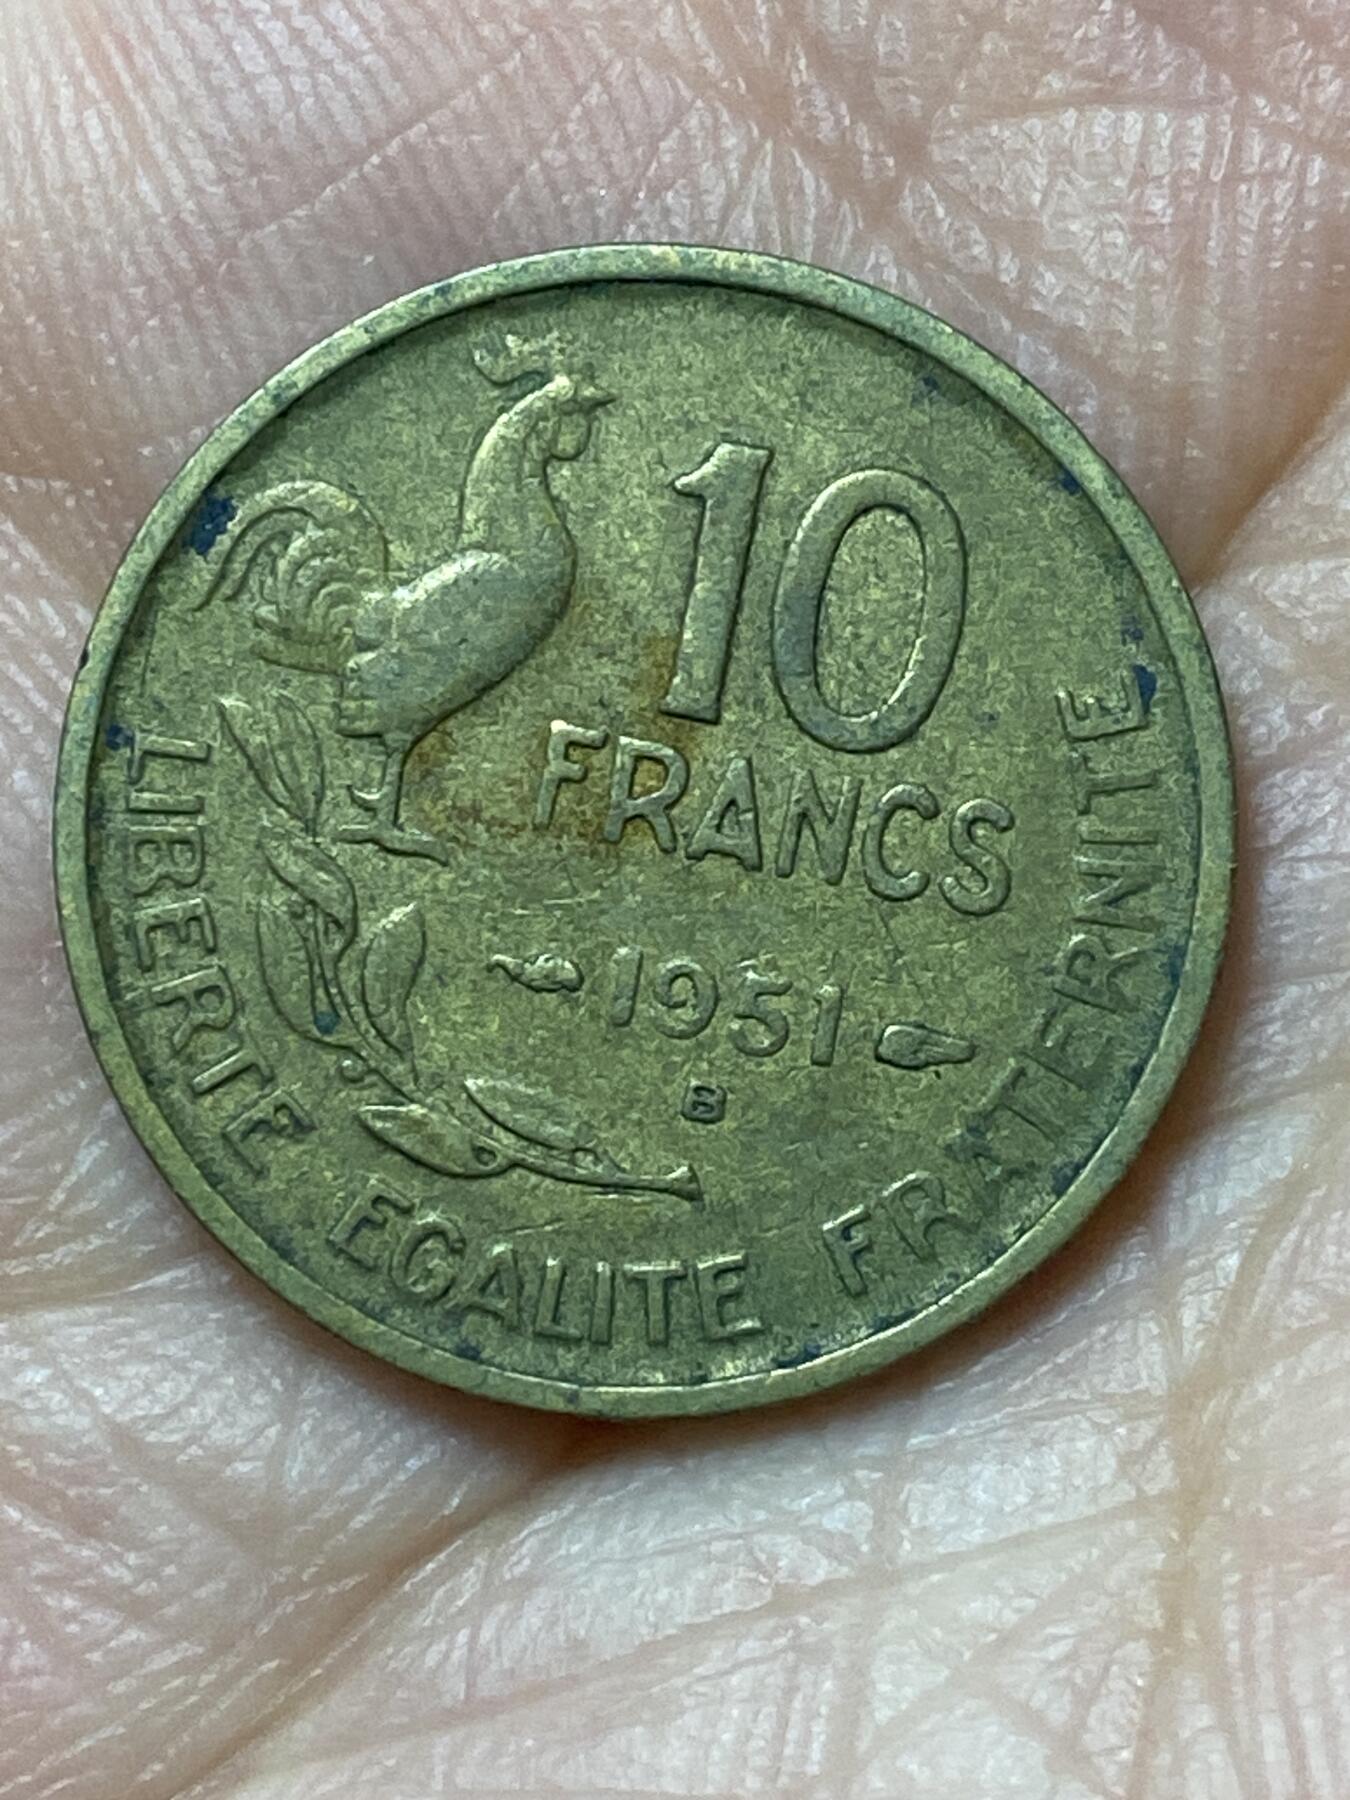 10
FRANCS
1951
B
LIBERTE EGALITE FRATERNITE